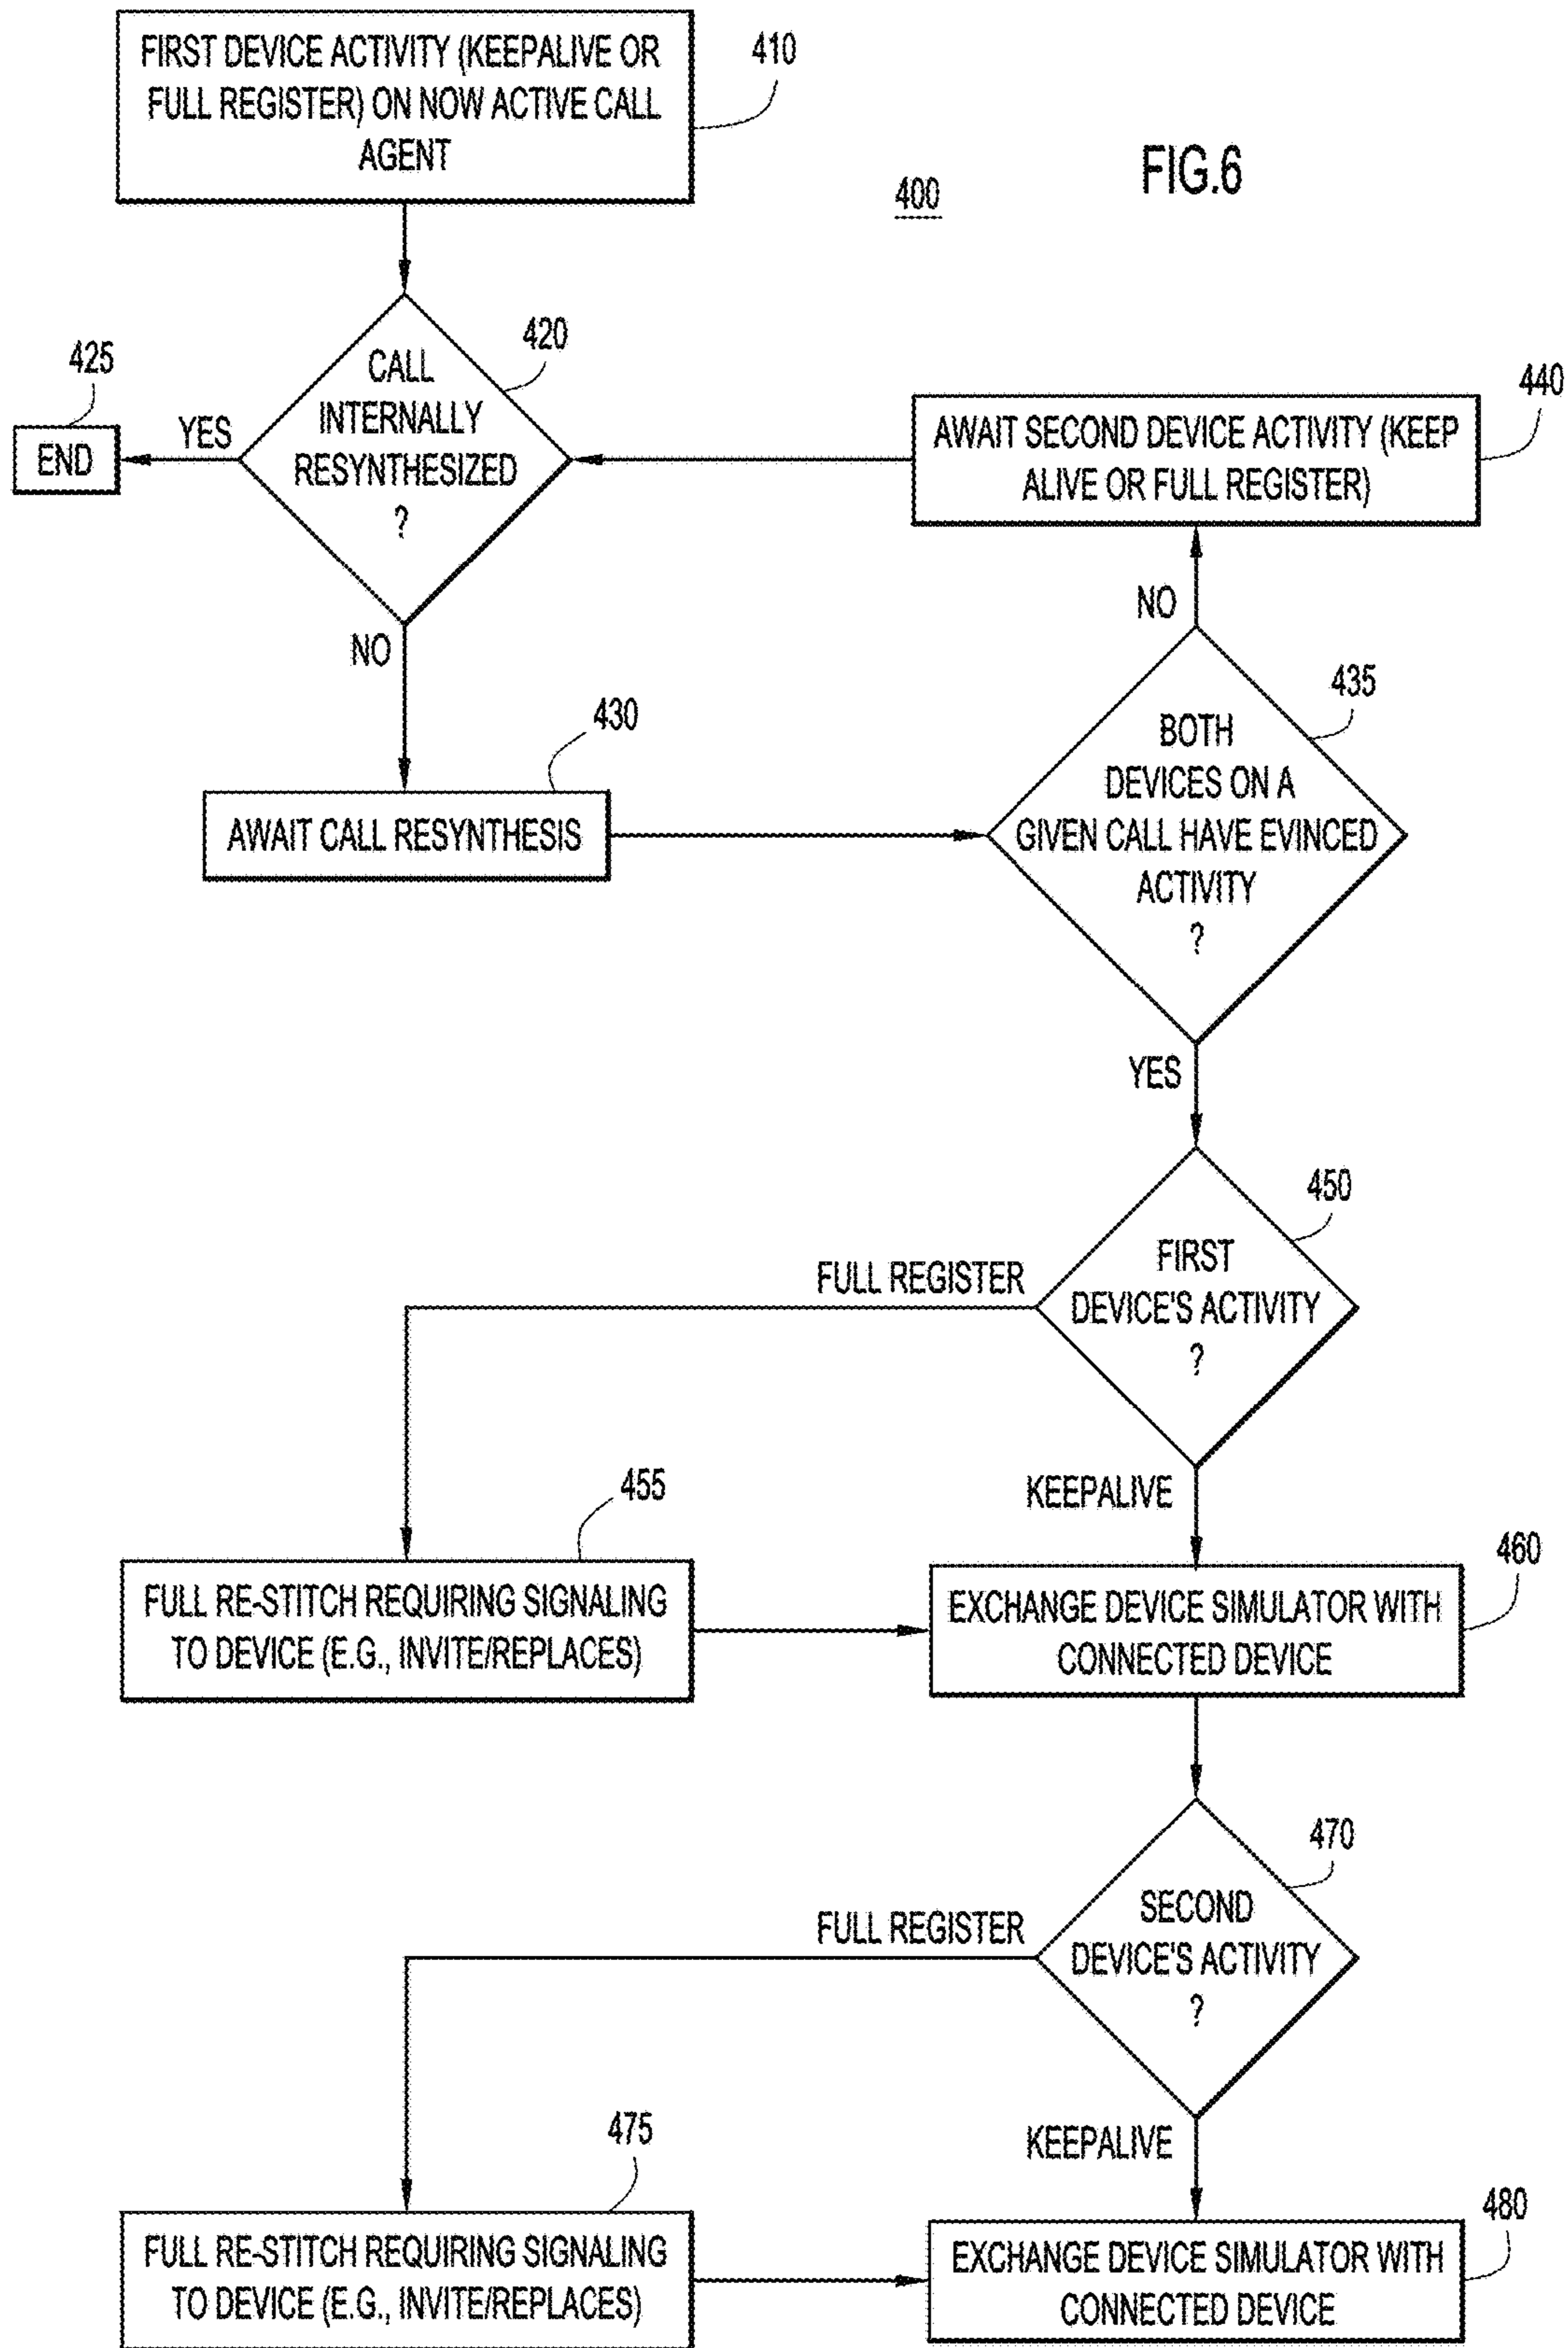 FIRST DEVICE ACTIVITY (KEEPALIVE OR
FULL REGISTER) ON NOW ACTIVE CALL
AGENT
410
FIG.6
400
420
CALL
INTERNALLY
RESYNTHESIZED
?
425
END
YES
NO
440
AWAIT SECOND DEVICE ACTIVITY (KEEP
ALIVE OR FULL REGISTER)
NO
430
AWAIT CALL RESYNTHESIS
435
BOTH
DEVICES ON A
GIVEN CALL HAVE EVINCED
ACTIVITY
?
YES
450
FIRST
DEVICE'S ACTIVITY
?
FULL REGISTER
KEEPALIVE
455
FULL RE-STITCH REQUIRING SIGNALING
TO DEVICE (E.G., INVITE/REPLACES)
460
EXCHANGE DEVICE SIMULATOR WITH
CONNECTED DEVICE
470
SECOND
DEVICE'S ACTIVITY
?
FULL REGISTER
KEEPALIVE
475
FULL RE-STITCH REQUIRING SIGNALING
TO DEVICE (E.G., INVITE/REPLACES)
480
EXCHANGE DEVICE SIMULATOR WITH
CONNECTED DEVICE